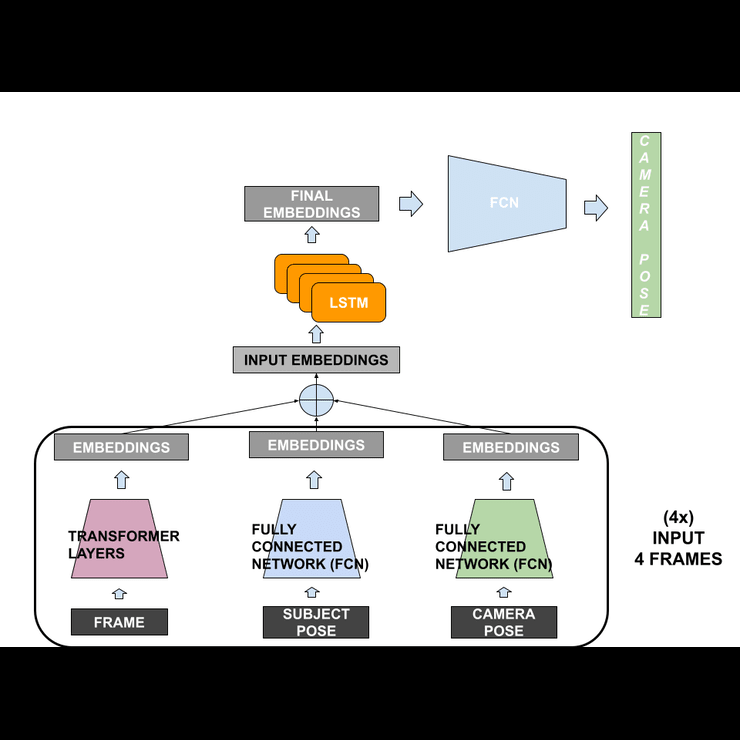 CAMERA POSE
FINAL
EMBEDDINGS
FCN
LSTM
INPUT EMBEDDINGS
EMBEDDINGS
EMBEDDINGS
EMBEDDINGS
TRANSFORMER
LAYERS
FULLY
CONNECTED
NETWORK (FCN)
FULLY
CONNECTED
NETWORK (FCN)
(4x)
INPUT
4 FRAMES
FRAME
SUBJECT
POSE
CAMERA
POSE